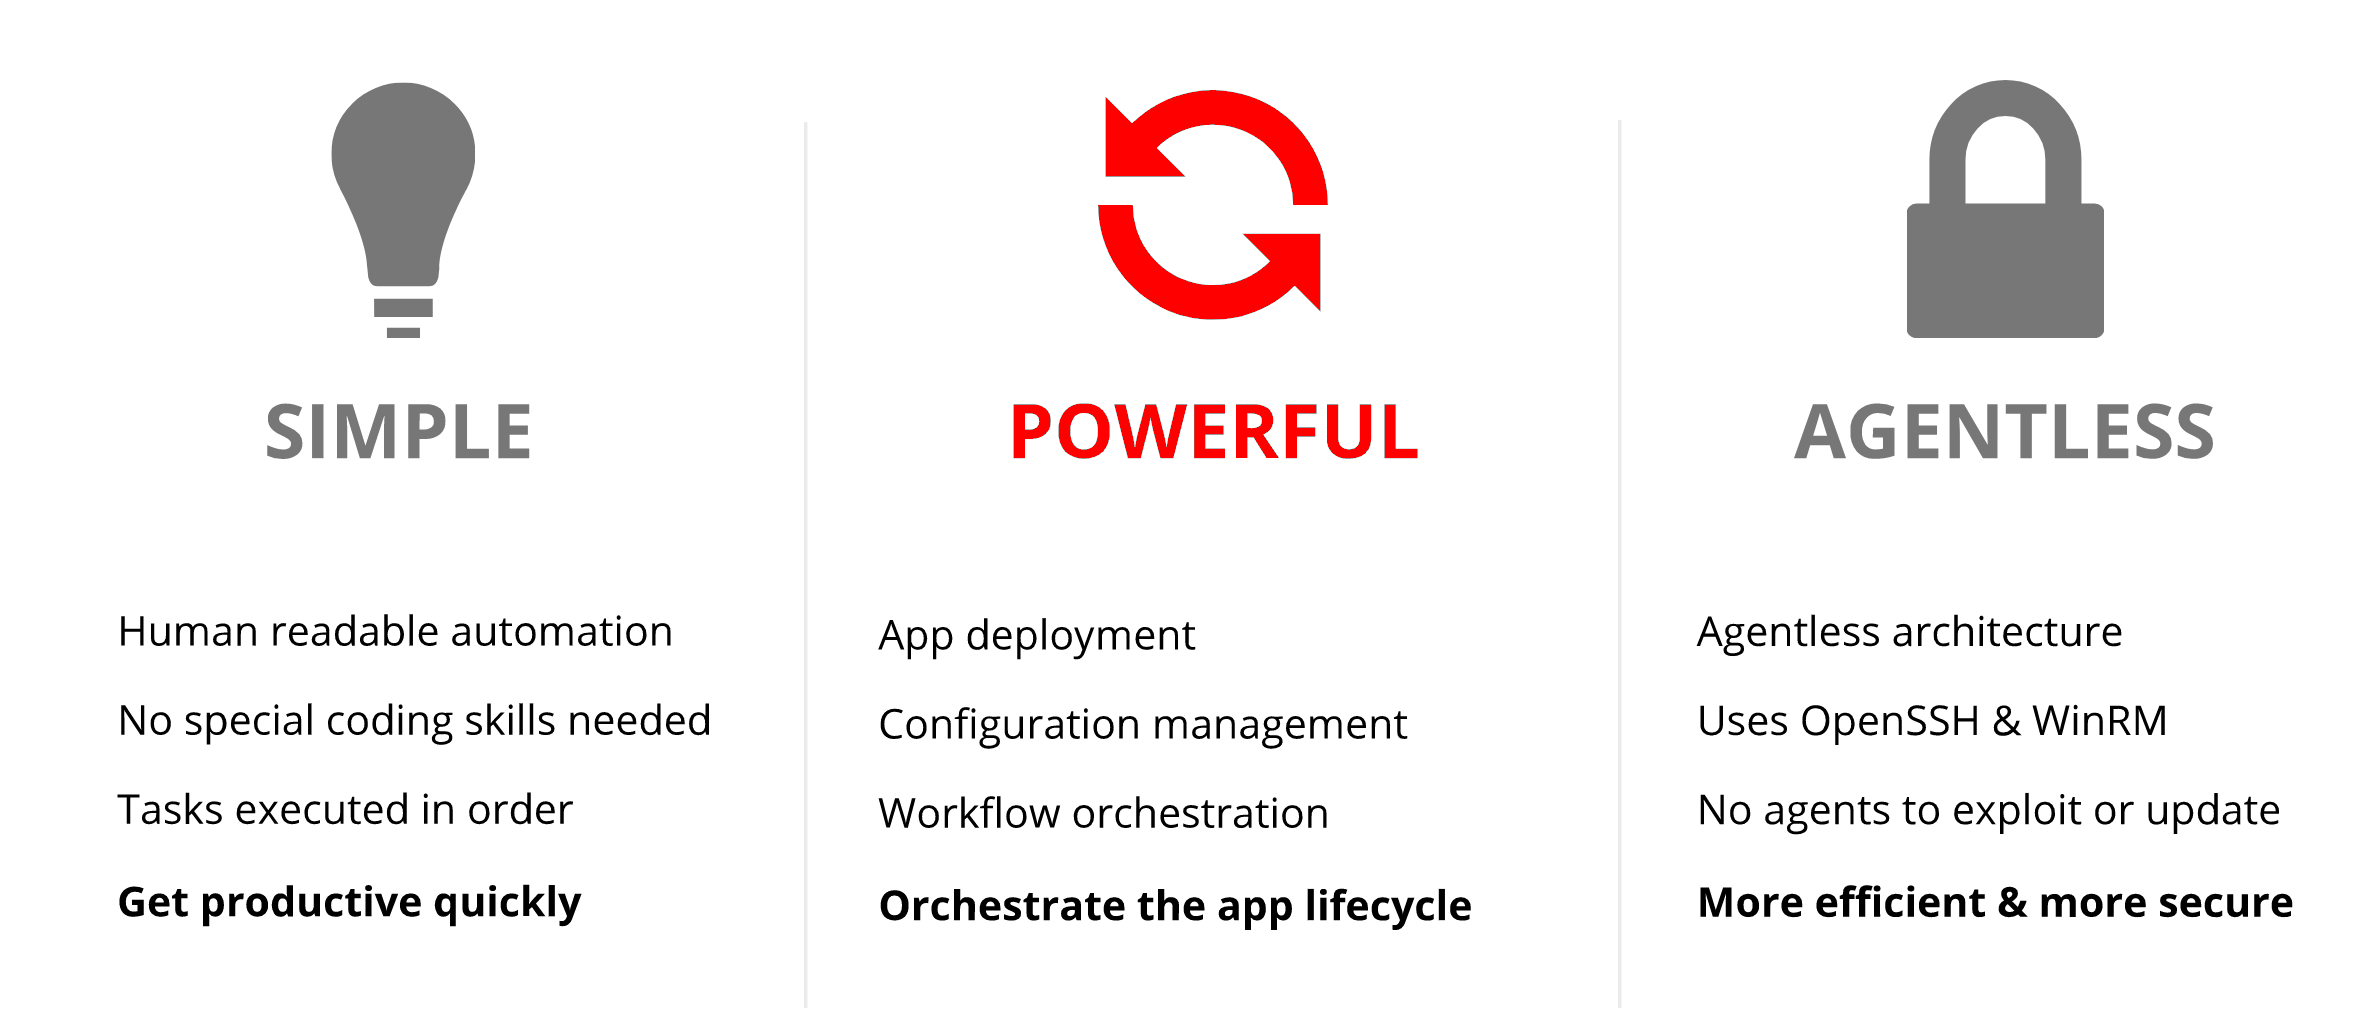 SIMPLE
Human readable automation
No special coding skills needed
Tasks executed in order
Get productive quickly
POWERFUL
App deployment
Configuration management
Workflow orchestration
Orchestrate the app lifecycle
AGENTLESS
Agentless architecture
Uses OpenSSH & WinRM
No agents to exploit or update
More efficient & more secure